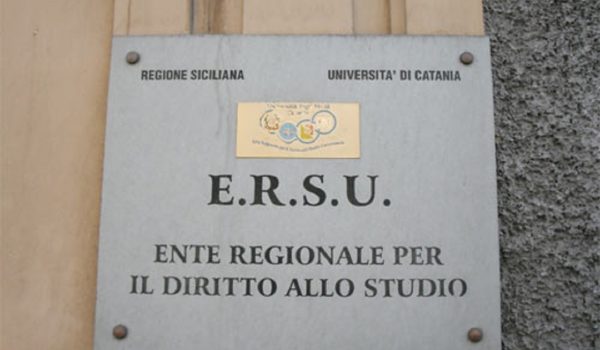 REGIONE SICILIANA
UNIVERSITA' DI CATANIA
E.R.S.U.
ENTE REGIONALE PER
IL DIRITTO ALLO STUDIO